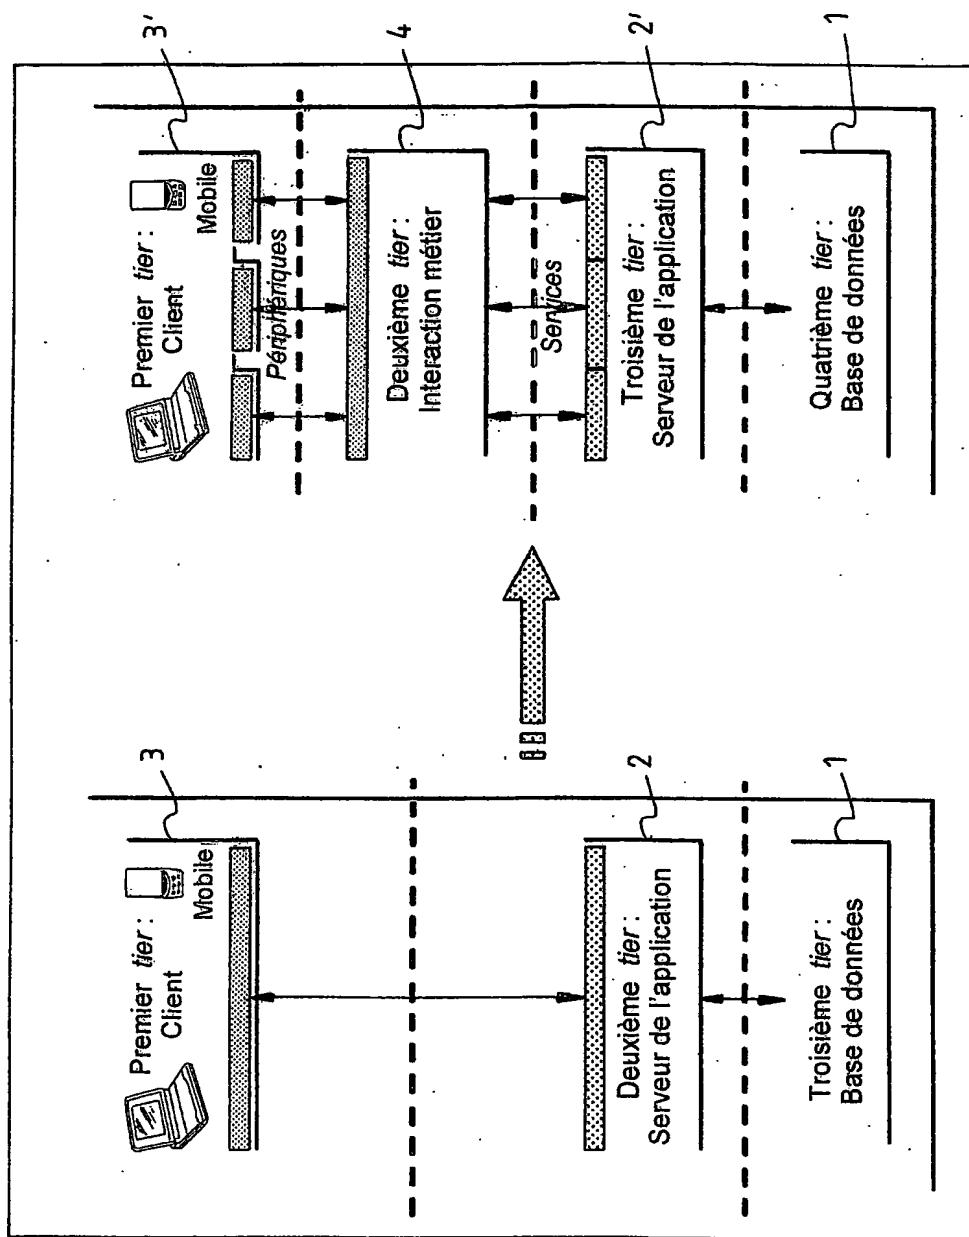 3
Premier tier :
Client
Mobile
2
Deuxième tier :
Serveur de l'application
1
Troisième tier :
Base de données
3'
Premier tier :
Client
Mobile
Périphériques
4
Deuxième tier :
Interaction métier
Services
2'
Troisième tier :
Serveur de l'application
1
Quatrième tier :
Base de données